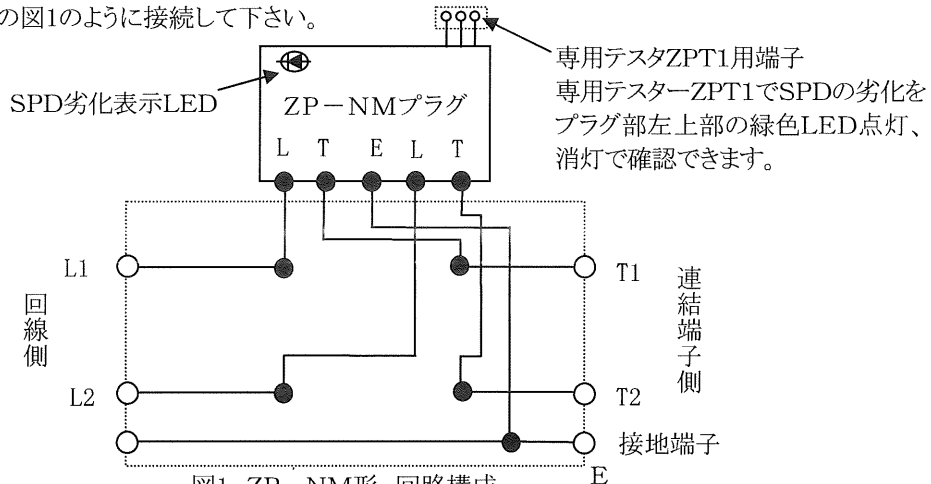 の図1のように接続して下さい。
専用テスタZPT1用端子
専用テスターZPT1でSPDの劣化を
プラグ部左上部の緑色LED点灯、
消灯で確認できます。
SPD劣化表示LED
ZP-NMプラグ
L T E L T
L1
T1
回線側
連結端子側
L2
T2
接地端子
E
図1 ZP-NM形 回路構成